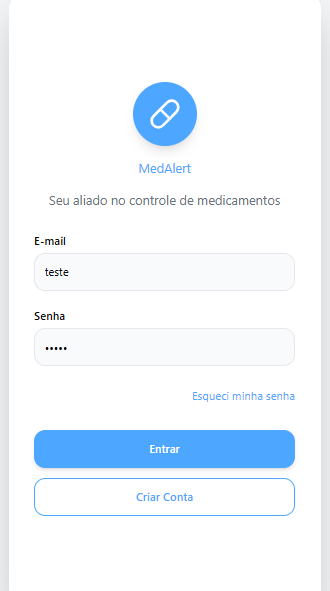 MedAlert
Seu aliado no controle de medicamentos
E-mail
teste
Senha
•••••
Esqueci minha senha
Entrar
Criar Conta